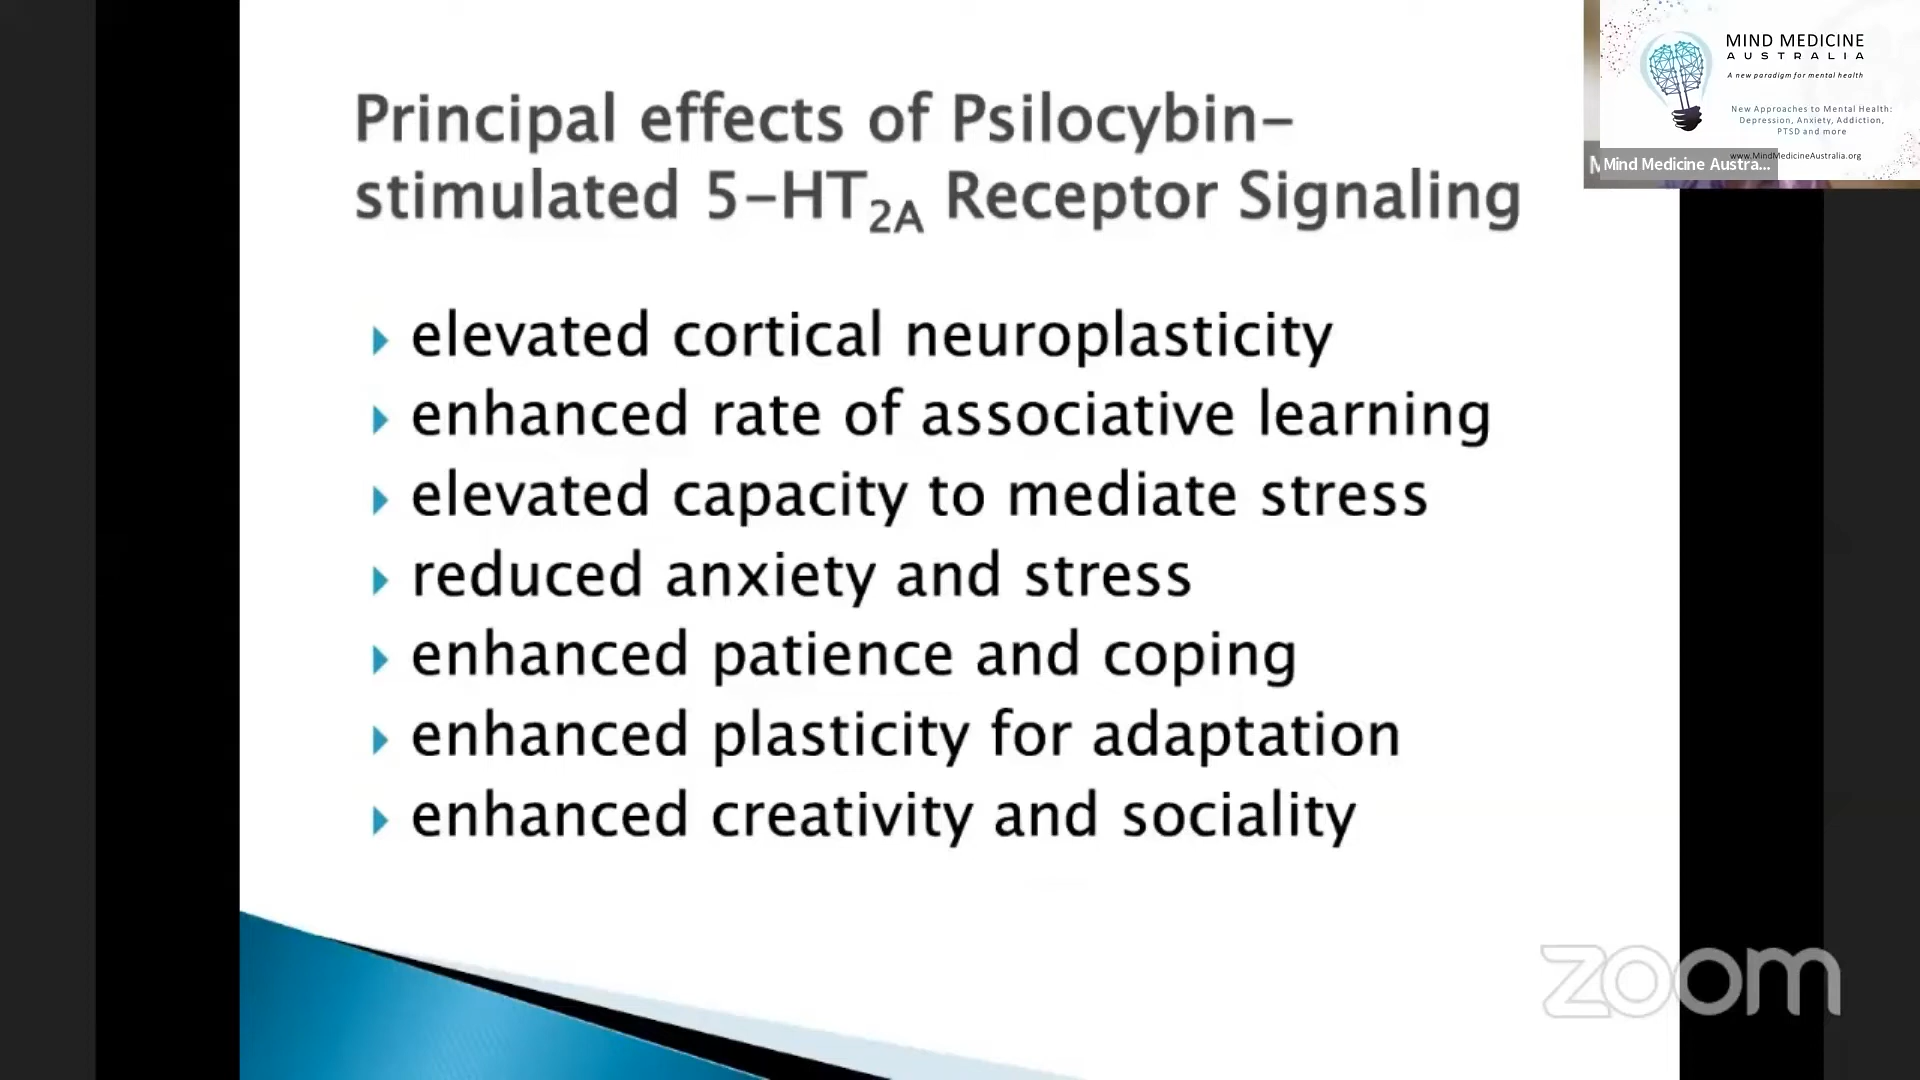 Principal effects of Psilocybin-
stimulated 5-HT2A Receptor Signaling
elevated cortical neuroplasticity
enhanced rate of associative learning
elevated capacity to mediate stress
reduced anxiety and stress
enhanced patience and coping
enhanced plasticity for adaptation
enhanced creativity and sociality
MIND MEDICINE
AUSTRALIA
A new paradigm for mental health
New Approaches to Mental Health:
Depression, Anxiety, Addiction,
PTSD and more
www.MindMedicineAustralia.org
Mind Medicine Austra...
zoom